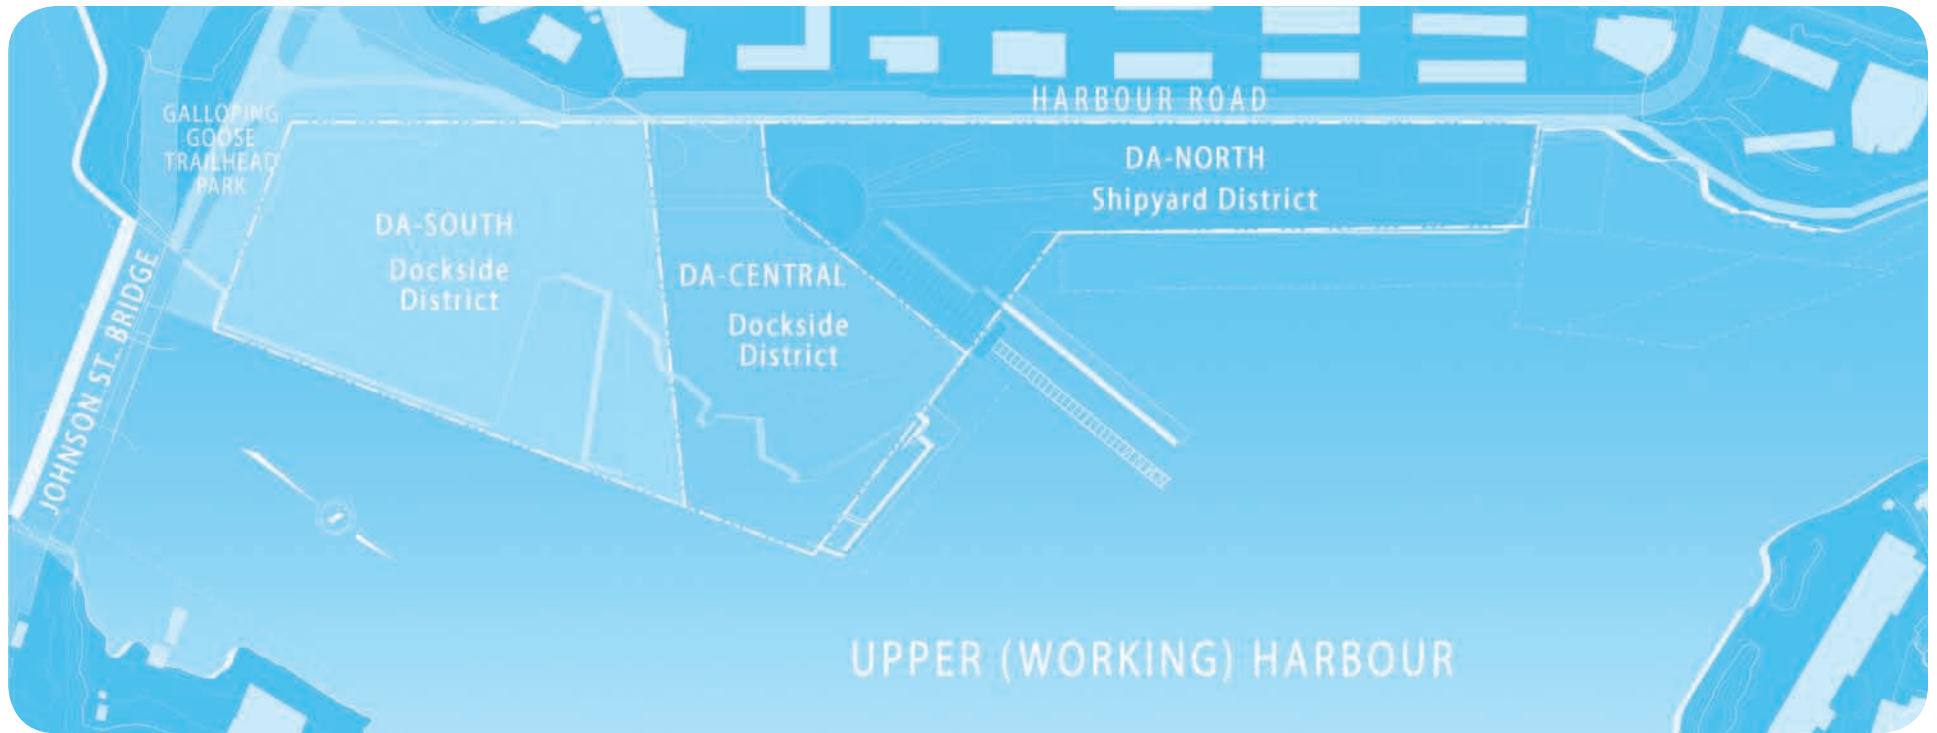 HARBOUR ROAD
GALLOPING
GOOSE
TRAILHEAD
PARK
DA-NORTH
Shipyard District
DA-SOUTH
Dockside
District
DA-CENTRAL
Dockside
District
JOHNSON ST. BRIDGE
UPPER (WORKING) HARBOUR